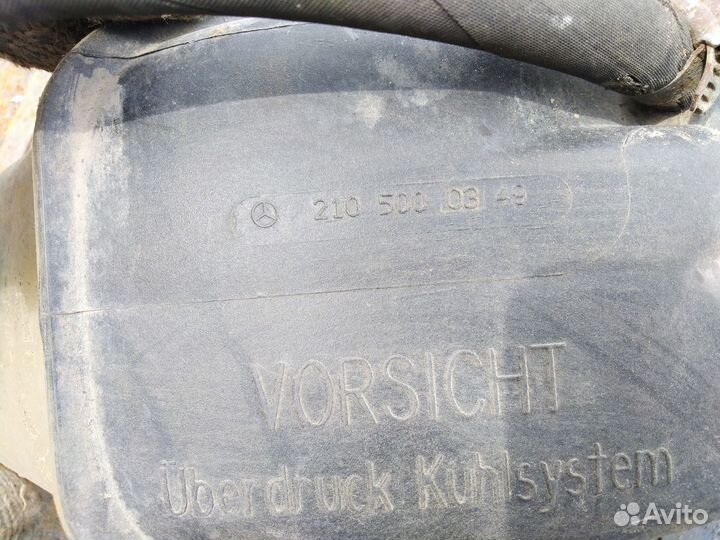 210 500 03 49
VORSICHT
Überdruck Kühlsystem
Avito